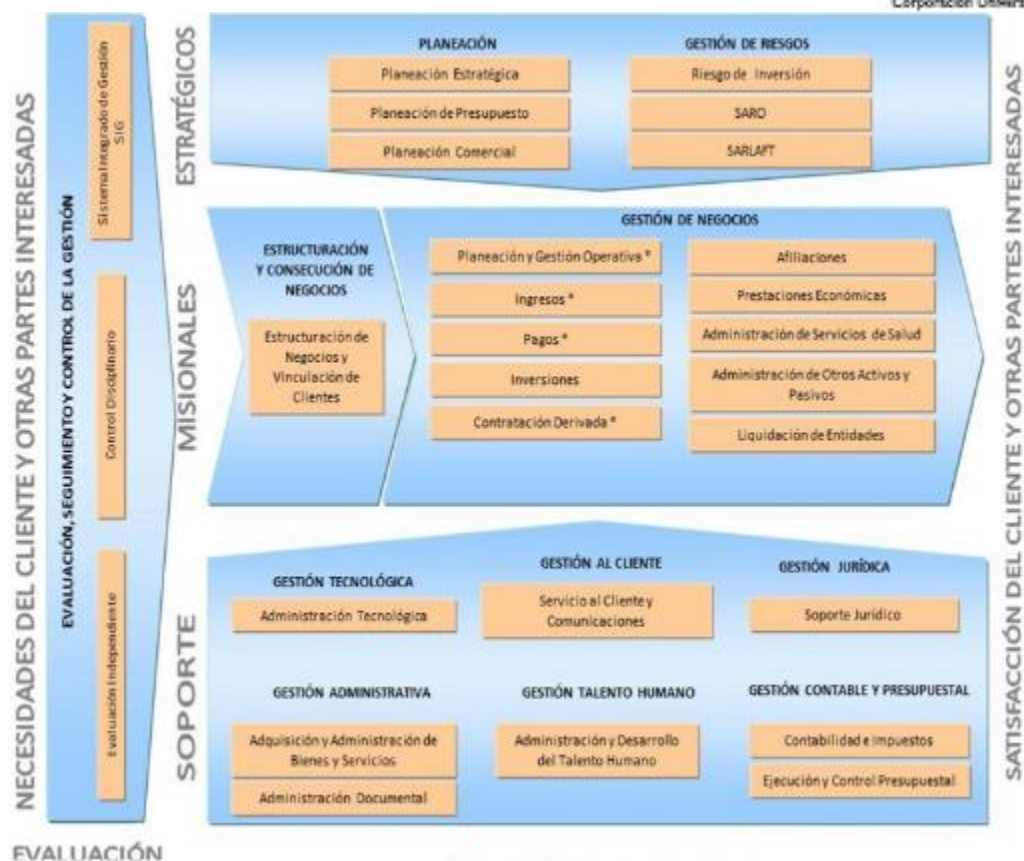 Corporación Univers
NECESIDADES DEL CLIENTE Y OTRAS PARTES INTERESADAS
EVALUACIÓN, SEGUIMIENTO Y CONTROL DE LA GESTIÓN
Sistema Integrado de Gestión
SIG
Control Disciplinario
Evaluación Independiente
EVALUACIÓN
ESTRATÉGICOS
PLANEACIÓN
Planeación Estratégica
Planeación de Presupuesto
Planeación Comercial
GESTIÓN DE RIESGOS
Riesgo de Inversión
SARO
SARLAFT
MISIONALES
ESTRUCTURACIÓN
Y CONSECUCIÓN DE
NEGOCIOS
Estructuración de
Negocios y
Vinculación de
Clientes
GESTIÓN DE NEGOCIOS
Planeación y Gestión Operativa *
Ingresos *
Pagos *
Inversiones
Contratación Derivada *
Afiliaciones
Prestaciones Económicas
Administración de Servicios de Salud
Administración de Otros Activos y
Pasivos
Liquidación de Entidades
SOPORTE
GESTIÓN TECNOLÓGICA
Administración Tecnológica
GESTIÓN AL CLIENTE
Servicio al Cliente y
Comunicaciones
GESTIÓN JURÍDICA
Soporte Jurídico
GESTIÓN ADMINISTRATIVA
Adquisición y Administración de
Bienes y Servicios
Administración Documental
GESTIÓN TALENTO HUMANO
Administración y Desarrollo
del Talento Humano
GESTIÓN CONTABLE Y PRESUPUESTAL
Contabilidad e Impuestos
Ejecución y Control Presupuestal
SATISFACCIÓN DEL CLIENTE Y OTRAS PARTES INTERESADAS